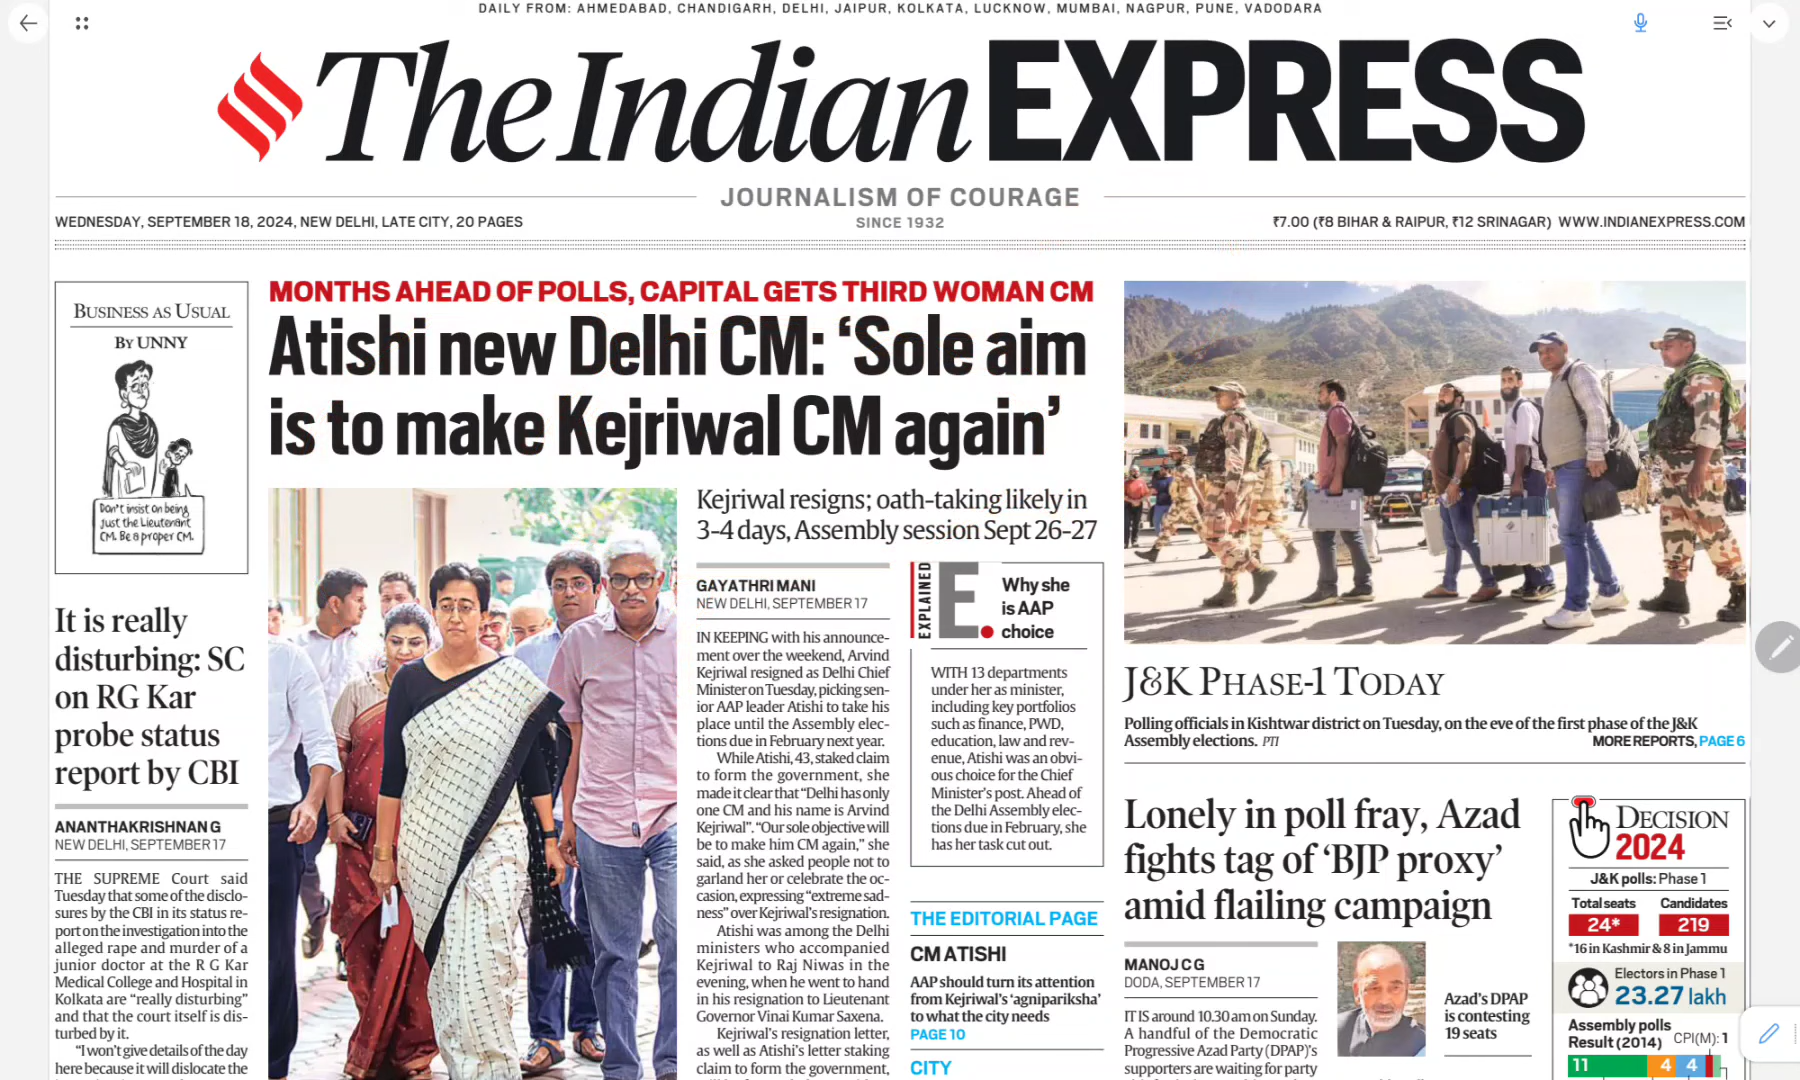 DAILY FROM: AHMEDABAD, CHANDIGARH, DELHI, JAIPUR, KOLKATA, LUCKNOW, MUMBAI, NAGPUR, PUNE, VADODARA
The Indian EXPRESS
JOURNALISM OF COURAGE
SINCE 1932
WEDNESDAY, SEPTEMBER 18, 2024, NEW DELHI, LATE CITY, 20 PAGES
₹7.00 (₹8 BIHAR & RAIPUR, ₹12 SRINAGAR) WWW.INDIANEXPRESS.COM
BUSINESS AS USUAL
BY UNNY
Don't insist on being
just the Lieutenant
CM. Be a proper CM.
It is really
disturbing: SC
on RG Kar
probe status
report by CBI
ANANTHAKRISHNAN G
NEW DELHI, SEPTEMBER 17
THE SUPREME Court said
Tuesday that some of the disclo-
sures by the CBI in its status re-
port on the investigation into the
alleged rape and murder of a
junior doctor at the R G Kar
Medical College and Hospital in
Kolkata are “really disturbing”
and that the court itself is dis-
turbed by it.
“I won't give details of the day
here because it will dislocate the
MONTHS AHEAD OF POLLS, CAPITAL GETS THIRD WOMAN CM
Atishi new Delhi CM: ‘Sole aim
is to make Kejriwal CM again’
Kejriwal resigns; oath-taking likely in
3-4 days, Assembly session Sept 26-27
GAYATHRI MANI
NEW DELHI, SEPTEMBER 17
IN KEEPING with his announce-
ment over the weekend, Arvind
Kejriwal resigned as Delhi Chief
Minister on Tuesday, picking sen-
ior AAP leader Atishi to take his
place until the Assembly elec-
tions due in February next year.
While Atishi, 43, staked claim
to form the government, she
made it clear that “Delhi has only
one CM and his name is Arvind
Kejriwal”. “Our sole objective will
be to make him CM again,” she
said, as she asked people not to
garland her or celebrate the oc-
casion, expressing “extreme sad-
ness” over Kejriwal's resignation.
Atishi was among the Delhi
ministers who accompanied
Kejriwal to Raj Niwas in the
evening, when he went to hand
in his resignation to Lieutenant
Governor Vinai Kumar Saxena.
Kejriwal's resignation letter,
as well as Atishi's letter staking
claim to form the government,
EXPLAINED
E.
Why she
is AAP
choice
WITH 13 departments
under her as minister,
including key portfolios
such as finance, PWD,
education, law and rev-
enue, Atishi was an obvi-
ous choice for the Chief
Minister's post. Ahead of
the Delhi Assembly elec-
tions due in February, she
has her task cut out.
THE EDITORIAL PAGE
CM ATISHI
AAP should turn its attention
from Kejriwal's ‘agnipariksha’
to what the city needs
PAGE 10
CITY
J&K PHASE-1 TODAY
Polling officials in Kishtwar district on Tuesday, on the eve of the first phase of the J&K
Assembly elections. PTI
MORE REPORTS, PAGE 6
Lonely in poll fray, Azad
fights tag of ‘BJP proxy’
amid flailing campaign
MANOJ C G
DODA, SEPTEMBER 17
IT IS around 10.30 am on Sunday.
A handful of the Democratic
Progressive Azad Party (DPAP)'s
supporters are waiting for party
Azad's DPAP
is contesting
19 seats
DECISION
2024
J&K polls: Phase 1
Total seats
24*
Candidates
219
*16 in Kashmir & 8 in Jammu
Electors in Phase 1
23.27 lakh
Assembly polls
Result (2014)
CPI(M): 1
11
4
4